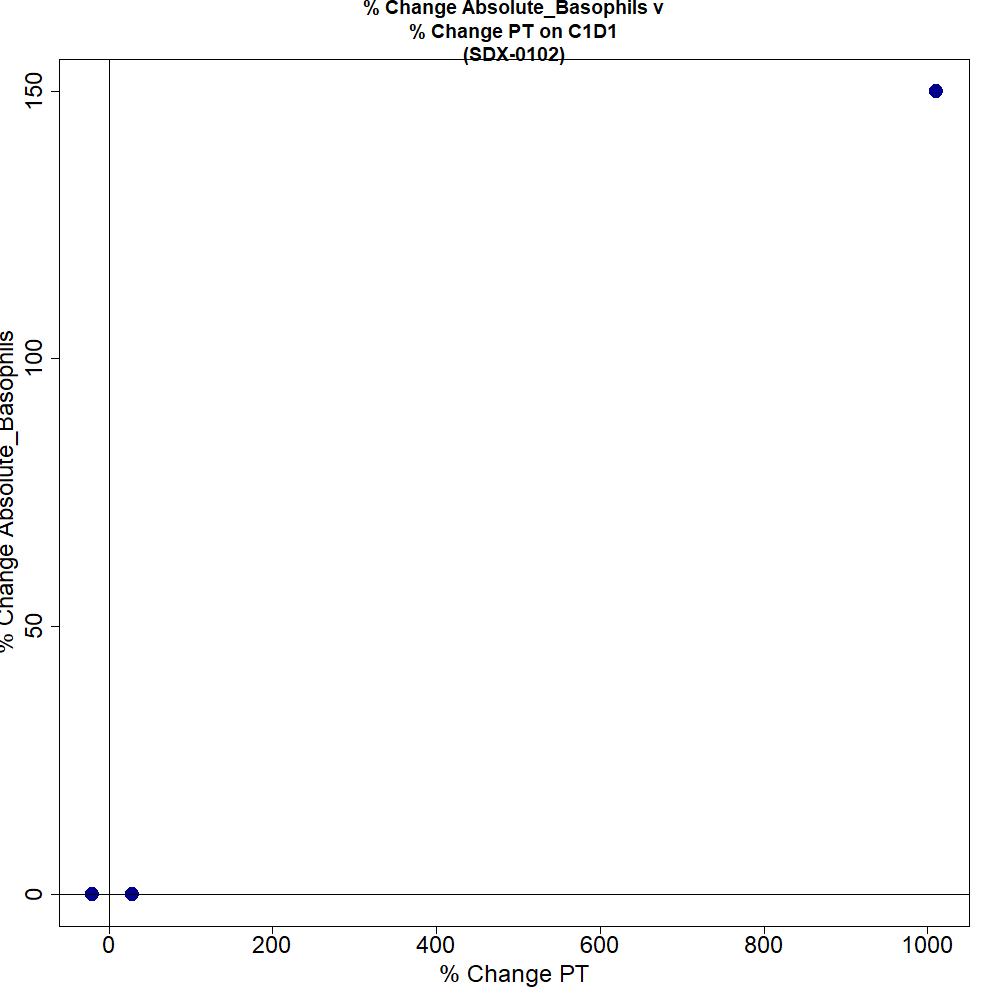 % Change Absolute_Basophils v
% Change PT on C1D1
(SDX-0102)
150
100
50
0
% Change Absolute_Basophils
0 200 400 600 800 1000
% Change PT